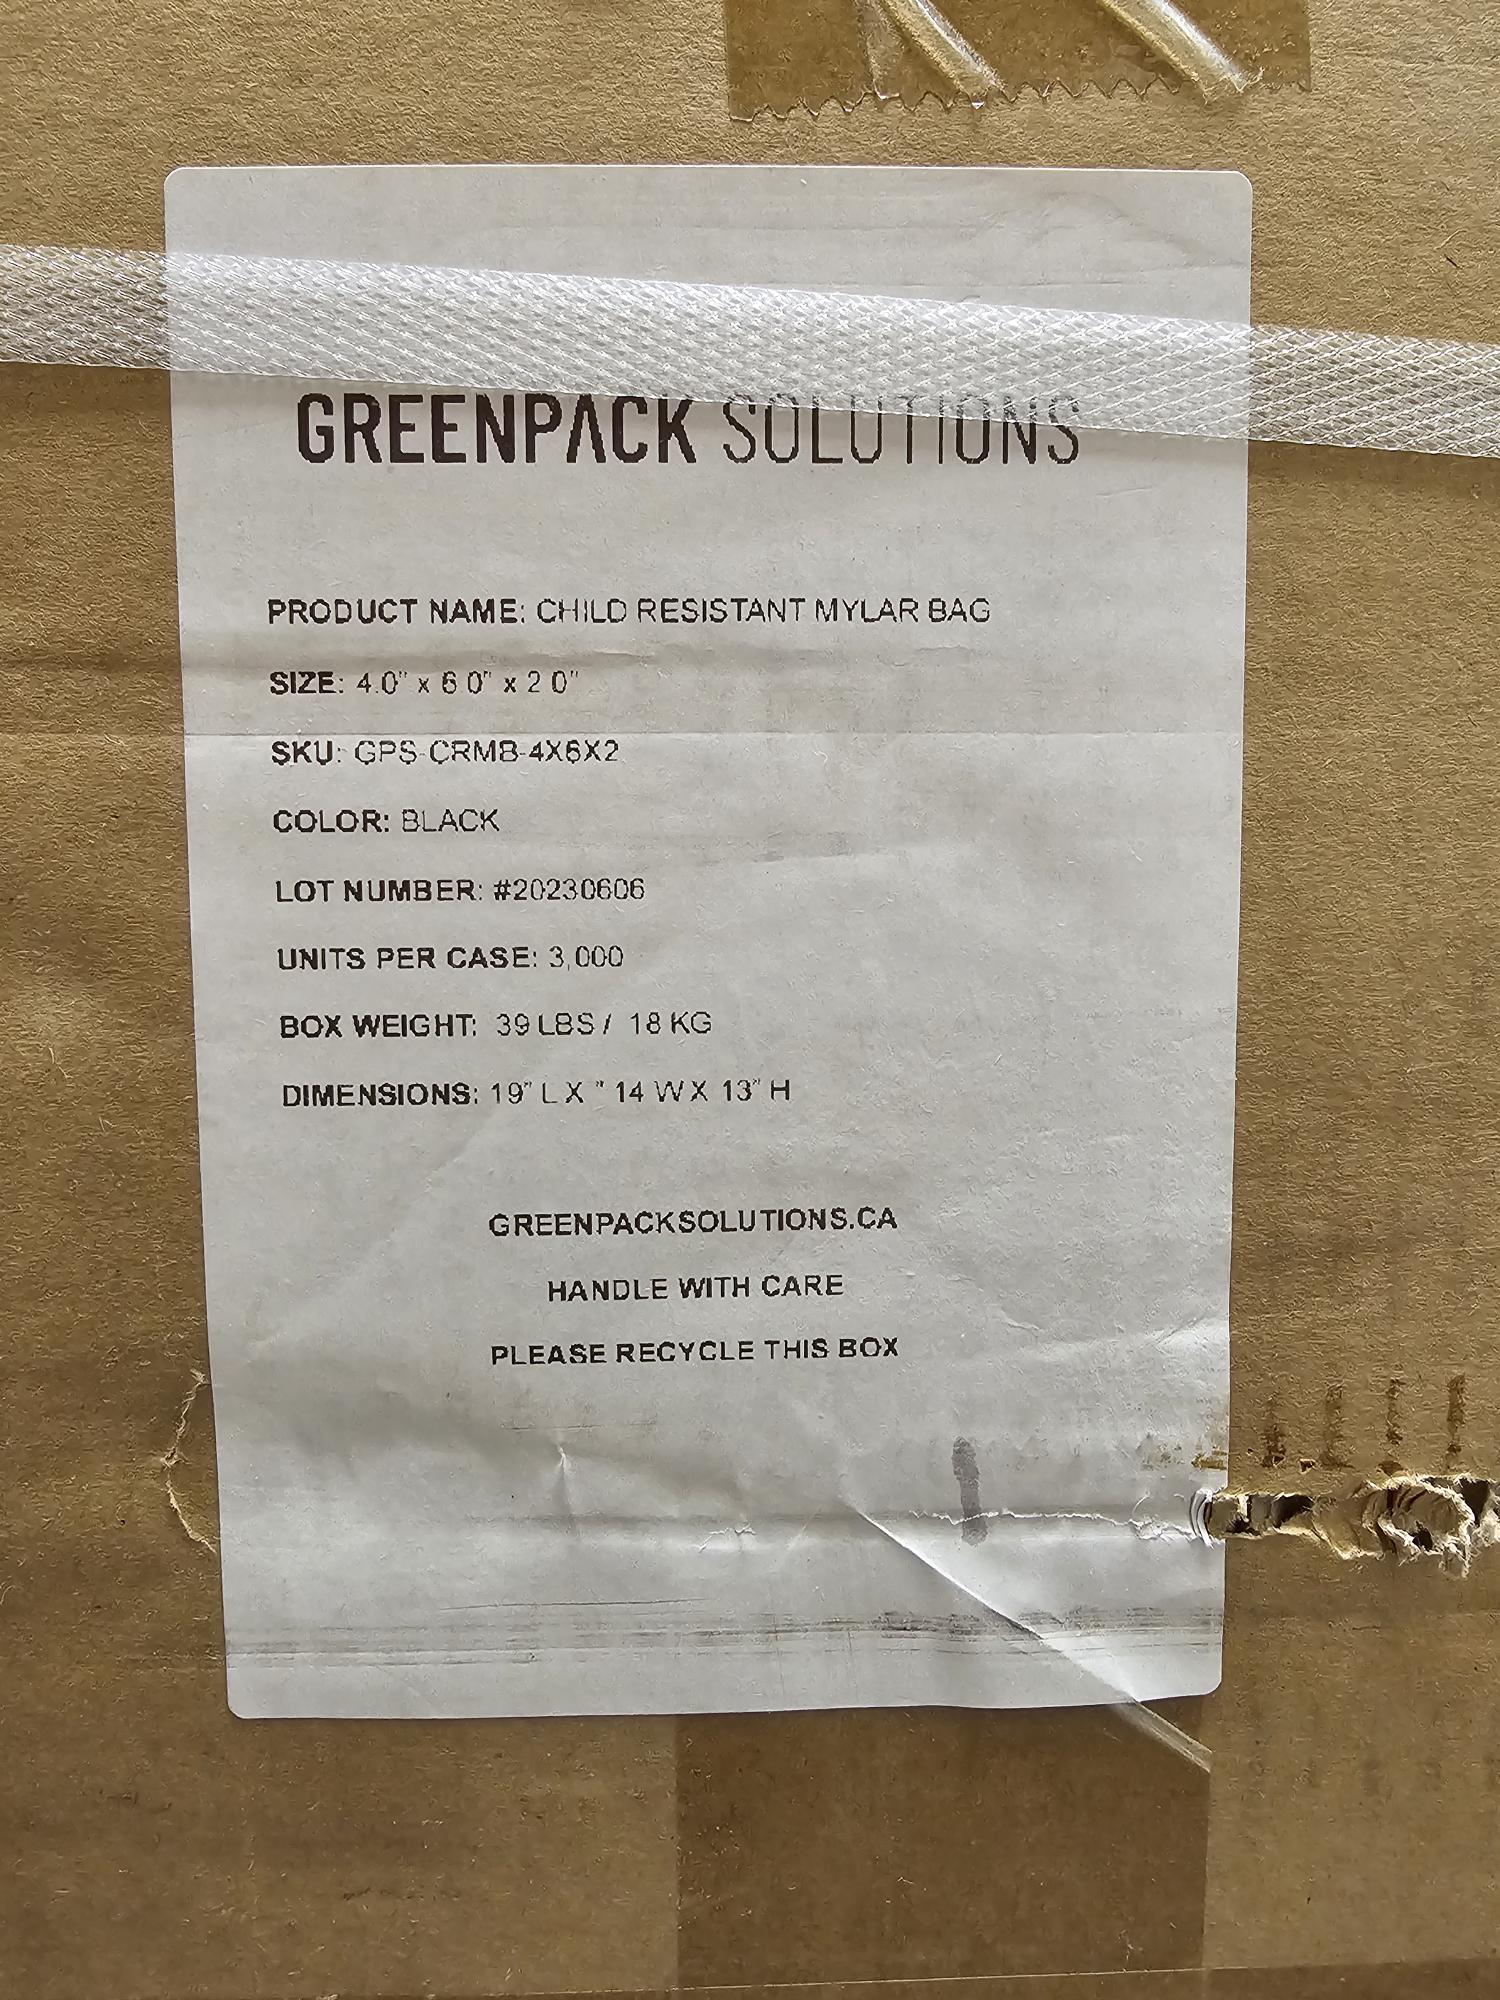 GREENPACK SOLUTIONS
PRODUCT NAME: CHILD RESISTANT MYLAR BAG
SIZE: 4.0" x 6.0" x 2.0"
SKU: GPS-CRMB-4X6X2
COLOR: BLACK
LOT NUMBER: #20230606
UNITS PER CASE: 3,000
BOX WEIGHT: 39 LBS / 18 KG
DIMENSIONS: 19" L X " 14 W X 13" H
GREENPACKSOLUTIONS.CA
HANDLE WITH CARE
PLEASE RECYCLE THIS BOX